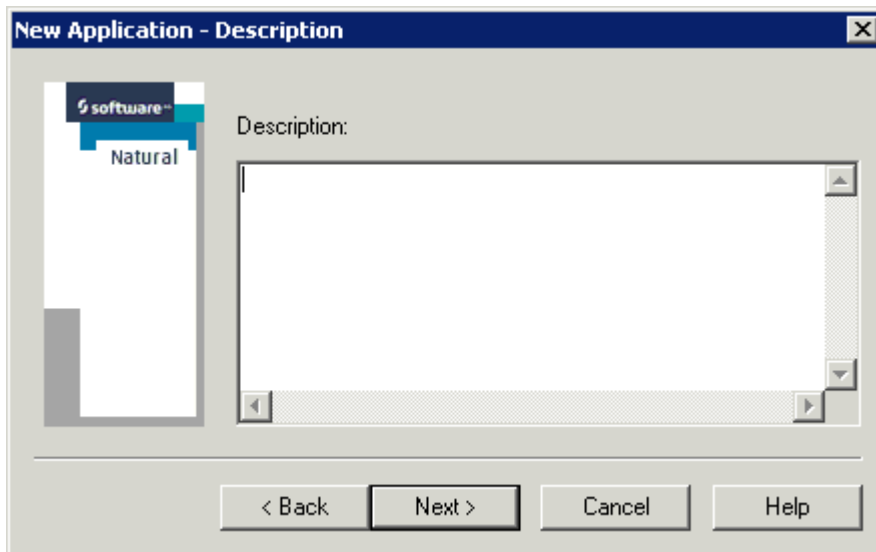 New Application - Description
software
Natural
Description:
< Back
Next >
Cancel
Help